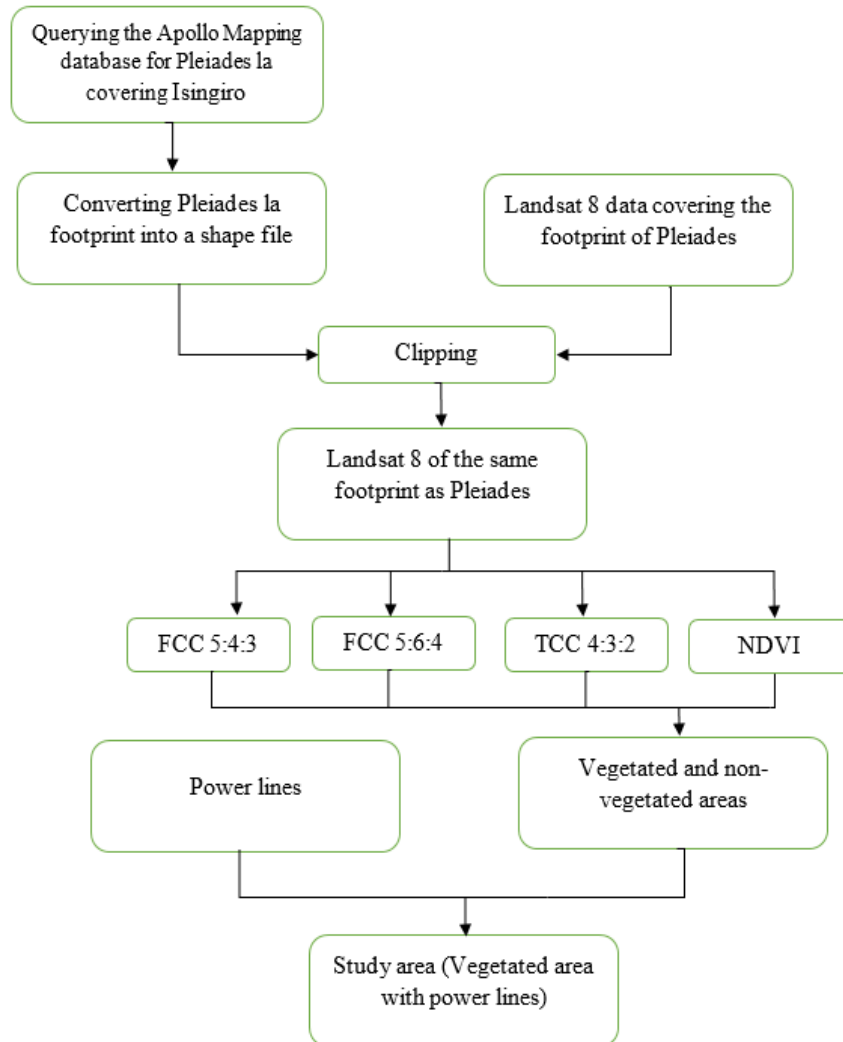 Querying the Apollo Mapping
database for Pleiades la
covering Isingiro
Converting Pleiades la
footprint into a shape file
Landsat 8 data covering the
footprint of Pleiades
Clipping
Landsat 8 of the same
footprint as Pleiades
FCC 5:4:3
FCC 5:6:4
TCC 4:3:2
NDVI
Power lines
Vegetated and non-
vegetated areas
Study area (Vegetated area
with power lines)